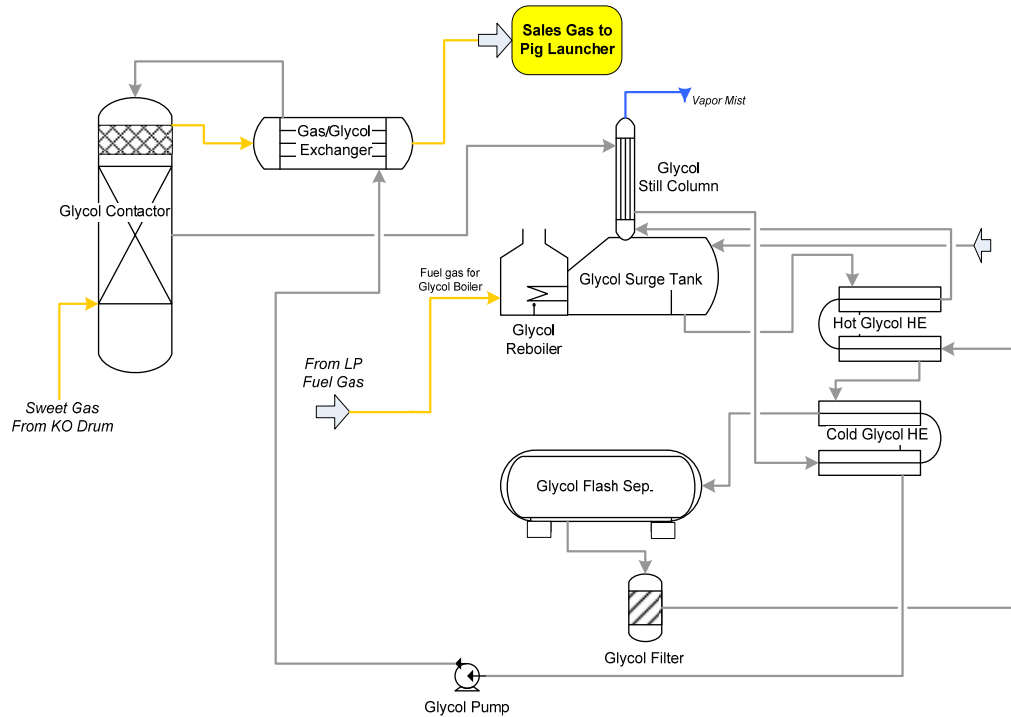 Sales Gas to
Pig Launcher
Vapor Mist
Gas/Glycol
Exchanger
Glycol
Still Column
Glycol Contactor
Fuel gas for
Glycol Boiler
Glycol Surge Tank
Glycol
Reboiler
Hot Glycol HE
From LP
Fuel Gas
Sweet Gas
From KO Drum
Cold Glycol HE
Glycol Flash Sep.
Glycol Filter
Glycol Pump